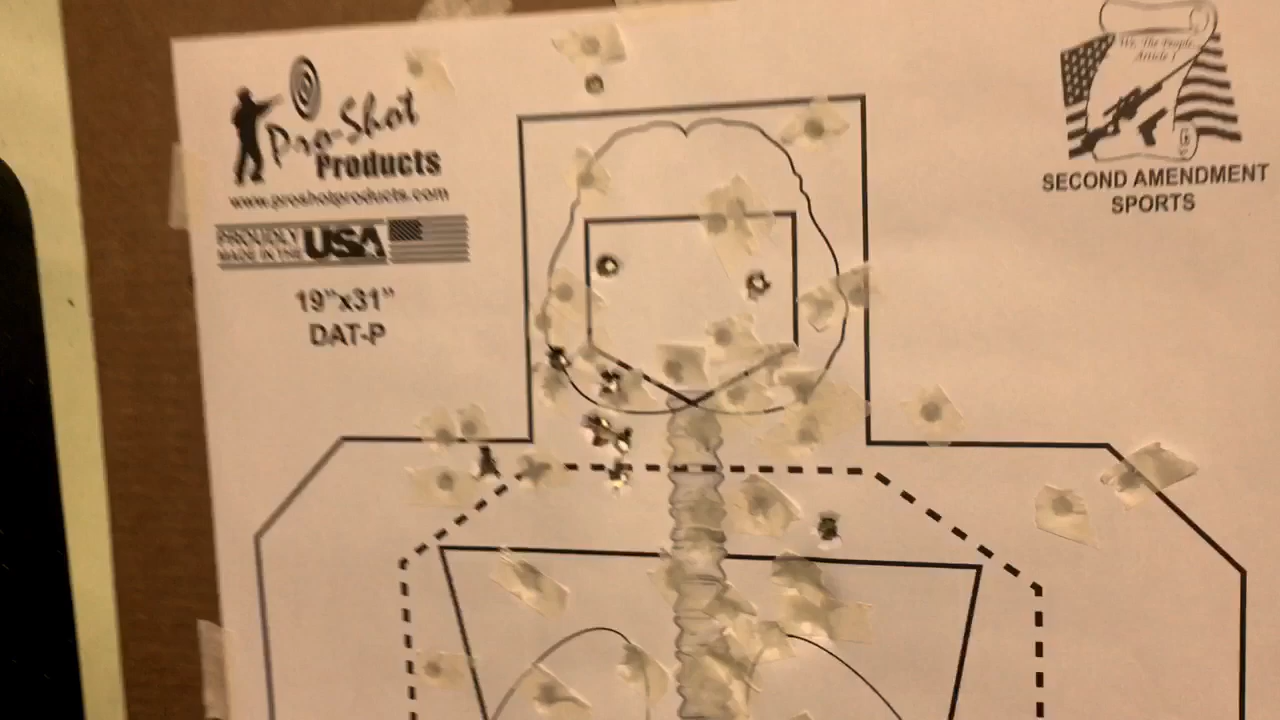 Pro-Shot
Products
www.proshotproducts.com
PROUDLY
MADE IN THE
USA
19"x31"
DAT-P
We, The People
Article I
SECOND AMENDMENT
SPORTS